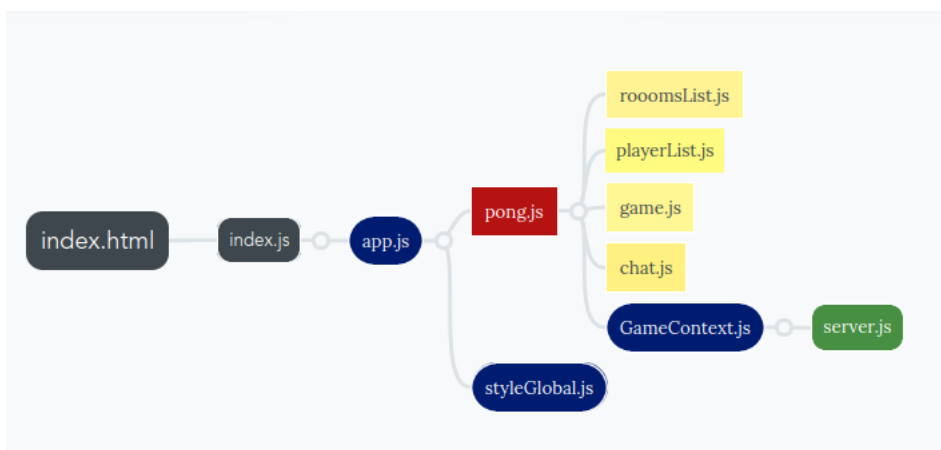 index.html
index.js
app.js
pong.js
rooomsList.js
playerList.js
game.js
chat.js
GameContext.js
server.js
styleGlobal.js